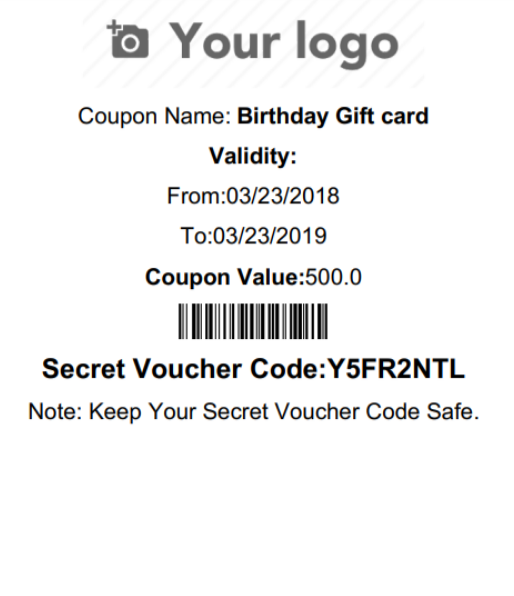 Your logo
Coupon Name: Birthday Gift card
Validity:
From:03/23/2018
To:03/23/2019
Coupon Value:500.0
Secret Voucher Code:Y5FR2NTL
Note: Keep Your Secret Voucher Code Safe.